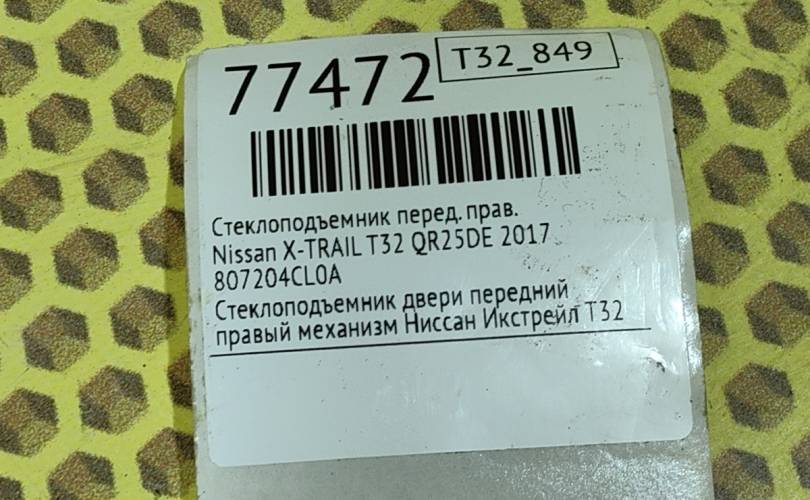 77472
T32_849
Стеклоподъемник перед. прав.
Nissan X-TRAIL T32 QR25DE 2017
807204CL0A
Стеклоподъемник двери передний
правый механизм Ниссан Икстрейл Т32